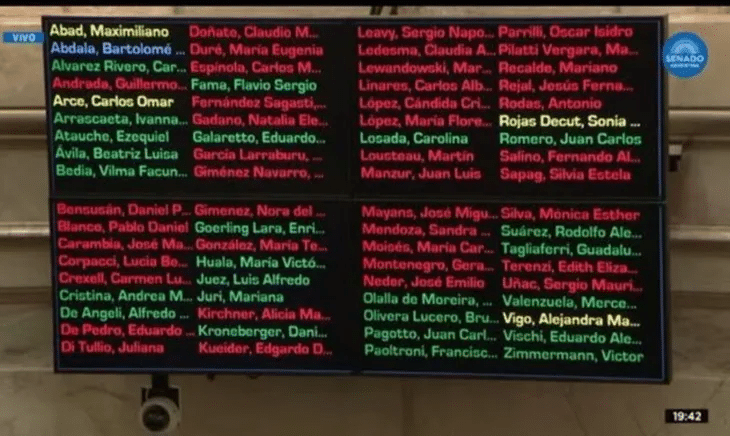 VIVO
Abad, Maximiliano Doñate, Claudio M... Leavy, Sergio Napo... Parrilli, Oscar Isidro
Abdala, Bartolomé ... Duré, María Eugenia Ledesma, Claudia A... Pilatti Vergara, Ma...
Alvarez Rivero, Car... Espínola, Carlos M... Lewandowski, Mar... Recalde, Mariano
Andrada, Guillermo... Fama, Flavio Sergio Linares, Carlos Alb... Rejal, Jesús Ferna...
Arce, Carlos Omar Fernández Sagasti,... López, Cándida Cri... Rodas, Antonio
Arrascaeta, Ivanna... Gadano, Natalia Ele... López, María Flore... Rojas Decut, Sonia ...
Atauche, Ezequiel Galaretto, Eduardo... Losada, Carolina Romero, Juan Carlos
Ávila, Beatriz Luisa García Larraburu, ... Lousteau, Martín Salino, Fernando Al...
Bedia, Vilma Facun... Giménez Navarro, ... Manzur, Juan Luis Sapag, Silvia Estela
Bensusán, Daniel P... Gimenez, Nora del ... Mayans, José Migu... Silva, Mónica Esther
Blanco, Pablo Daniel Goerling Lara, Enri... Mendoza, Sandra ... Suárez, Rodolfo Ale...
Carambia, José Ma... González, María Te... Moisés, María Car... Tagliaferri, Guadalu...
Corpacci, Lucía Be... Huala, María Victó... Montenegro, Gera... Terenzi, Edith Eliza...
Crexell, Carmen Lu... Juez, Luis Alfredo Neder, José Emilio Uñac, Sergio Mauri...
Cristina, Andrea M... Juri, Mariana Olalla de Moreira, ... Valenzuela, Merce...
De Angeli, Alfredo ... Kirchner, Alicia Ma... Olivera Lucero, Bru... Vigo, Alejandra Ma...
De Pedro, Eduardo ... Kroneberger, Dani... Pagotto, Juan Carl... Vischi, Eduardo Ale...
Di Tullio, Juliana Kueider, Edgardo D... Paoltroni, Francisc... Zimmermann, Víctor
SENADO
ARGENTINA
19:42